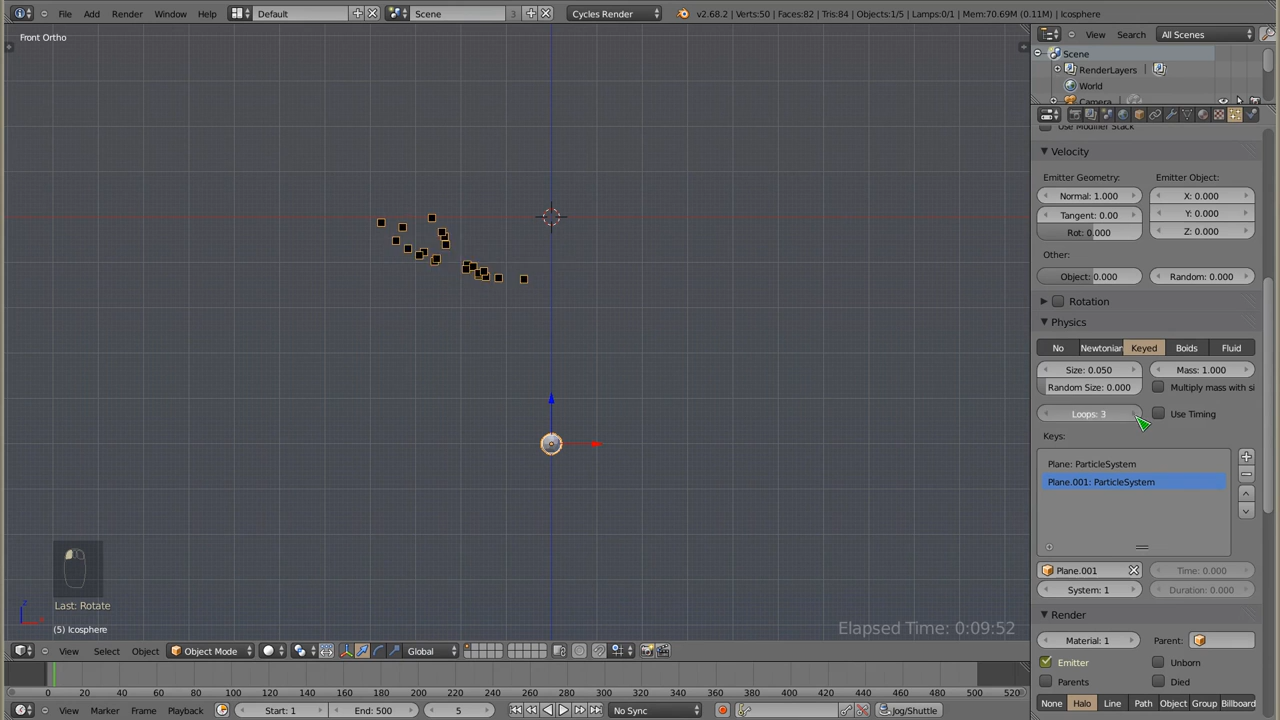 File Add Render Window Help Default Scene 3 Cycles Render v2.68.2 | Verts:50 | Faces:82 | Tris:84 | Objects:1/5 | Lamps:0/1 | Mem:70.69M (0.11M) | Icosphere
Front Ortho
View Search All Scenes
Scene
RenderLayers
World
Camera
Use Modifier Stack
Velocity
Emitter Geometry: Emitter Object:
Normal: 1.000 X: 0.000
Tangent: 0.00 Y: 0.000
Rot: 0.000 Z: 0.000
Other:
Object: 0.000 Random: 0.000
Rotation
Physics
No Newtonian Keyed Boids Fluid
Size: 0.050 Mass: 1.000
Random Size: 0.000 Multiply mass with si
Loops: 3 Use Timing
Keys:
Plane: ParticleSystem
Plane.001: ParticleSystem
Plane.001 Time: 0.000
System: 1 Duration: 0.000
Render
Material: 1 Parent:
Emitter Unborn
Parents Died
None Halo Line Path Object Group Billboard
Last: Rotate
z
(5) Icosphere
Elapsed Time: 0:09:52
View Select Object Object Mode Global
0 20 40 60 80 100 120 140 160 180 200 220 240 260 280 300 320 340 360 380 400 420 440 460 480 500 520
View Marker Frame Playback Start: 1 End: 500 5 No Sync Jog/Shuttle